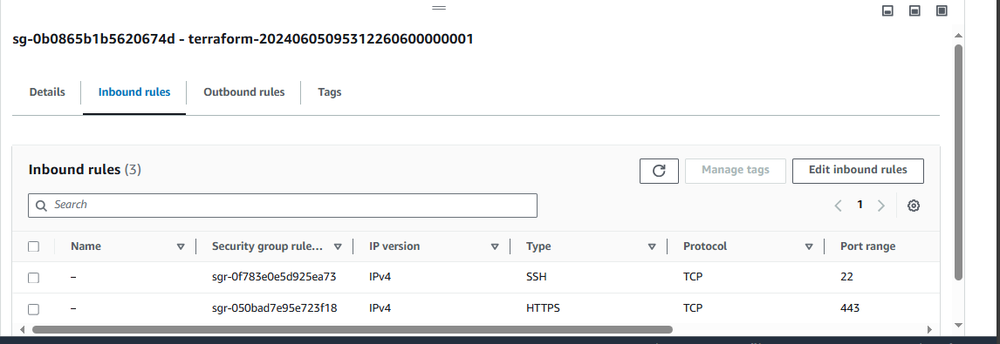 sg-0b0865b1b5620674d - terraform-20240605095312260600000001
Details Inbound rules Outbound rules Tags
Inbound rules (3)
Manage tags Edit inbound rules
Search
1
Name Security group rule... IP version Type Protocol Port range
– sgr-0f783e0e5d925ea73 IPv4 SSH TCP 22
– sgr-050bad7e95e723f18 IPv4 HTTPS TCP 443